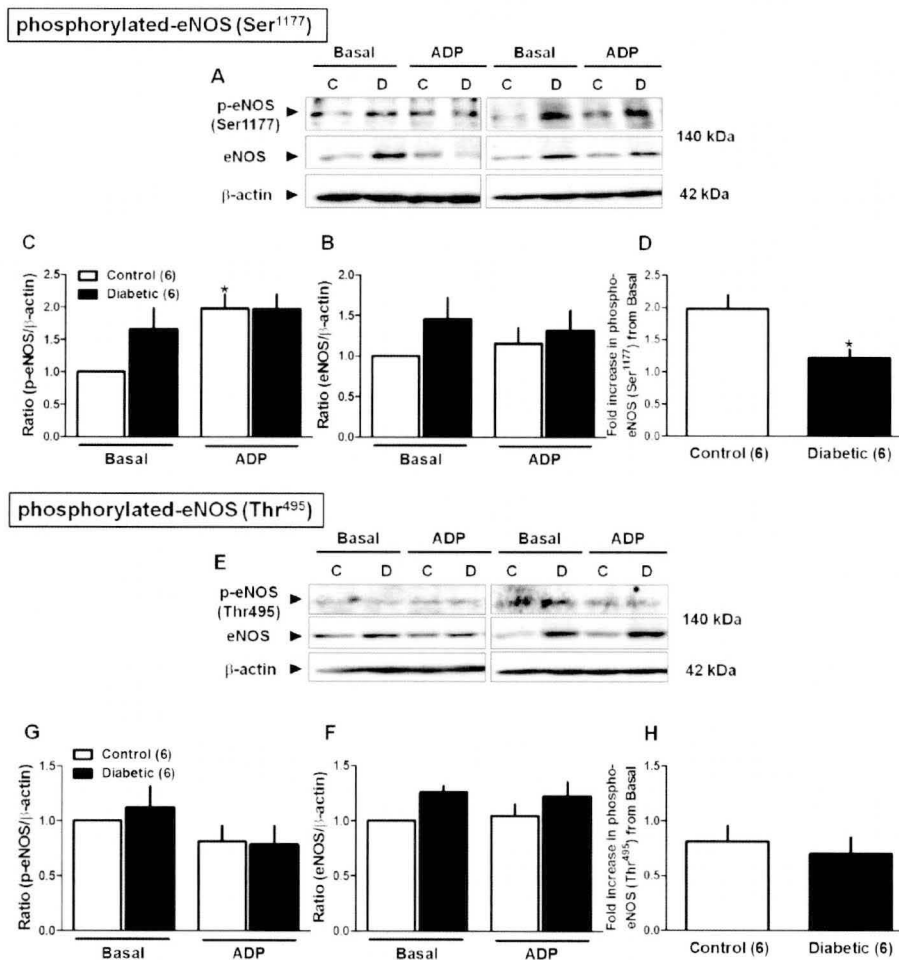 phosphorylated-eNOS (Ser1177)
Basal ADP Basal ADP
A
C D C D C D C D
p-eNOS
(Ser1177)
140 kDa
eNOS
β-actin
42 kDa
C
Ratio (p-eNOS/β-actin)
2.5
2.0
1.5
1.0
0.5
0.0
Control (6)
Diabetic (6)
*
Basal ADP
B
Ratio (eNOS/β-actin)
2.0
1.5
1.0
0.5
0.0
Basal ADP
D
Fold increase in phospho-
eNOS (Ser1177) from Basal
2.5
2.0
1.5
1.0
0.5
0.0
*
Control (6) Diabetic (6)
phosphorylated-eNOS (Thr495)
Basal ADP Basal ADP
E
C D C D C D C D
p-eNOS
(Thr495)
140 kDa
eNOS
β-actin
42 kDa
G
Ratio (p-eNOS/β-actin)
1.5
1.0
0.5
0.0
Control (6)
Diabetic (6)
Basal ADP
F
Ratio (eNOS/β-actin)
1.5
1.0
0.5
0.0
Basal ADP
H
Fold increase in phospho-
eNOS (Thr495) from Basal
1.5
1.0
0.5
0.0
Control (6) Diabetic (6)